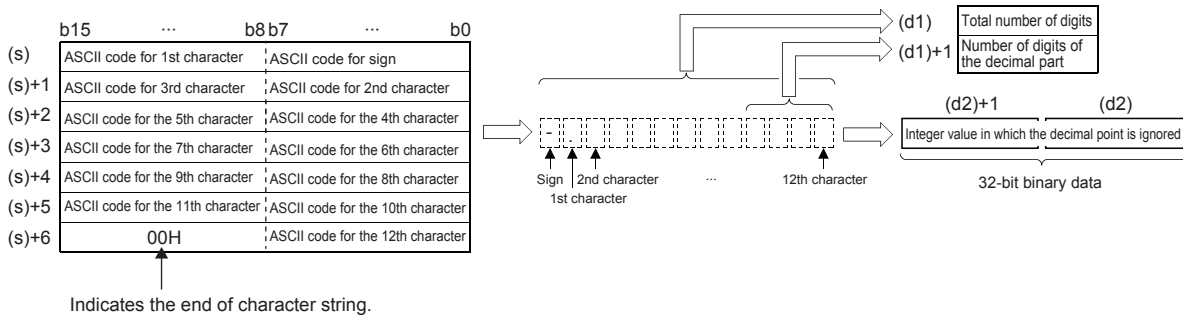 b15 ... b8 b7 ... b0
(s) ASCII code for 1st character ASCII code for sign
(s)+1 ASCII code for 3rd character ASCII code for 2nd character
(s)+2 ASCII code for the 5th character ASCII code for the 4th character
(s)+3 ASCII code for the 7th character ASCII code for the 6th character
(s)+4 ASCII code for the 9th character ASCII code for the 8th character
(s)+5 ASCII code for the 11th character ASCII code for the 10th character
(s)+6 00H ASCII code for the 12th character
Indicates the end of character string.
(d1) Total number of digits
(d1)+1 Number of digits of
the decimal part
- .
Sign 2nd character ... 12th character
1st character
(d2)+1 (d2)
Integer value in which the decimal point is ignored
32-bit binary data